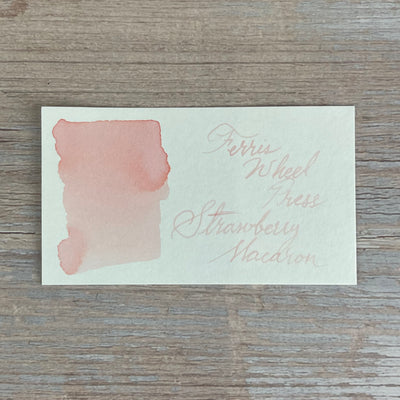 Ferris
Wheel
Press
Strawberry
Macaron